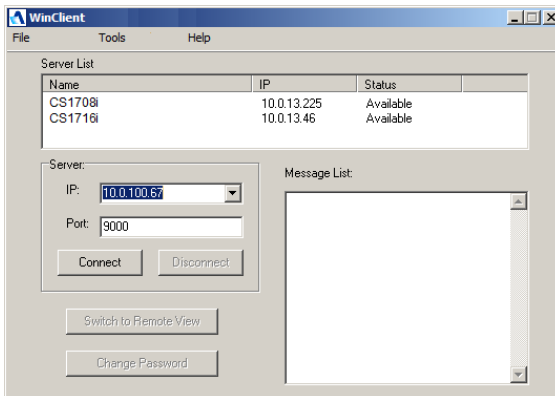 WinClient
File Tools Help
Server List
Name IP Status
CS1708i 10.0.13.225 Available
CS1716i 10.0.13.46 Available
Server:
IP: 10.0.100.67
Port: 9000
Connect Disconnect
Switch to Remote View
Change Password
Message List: